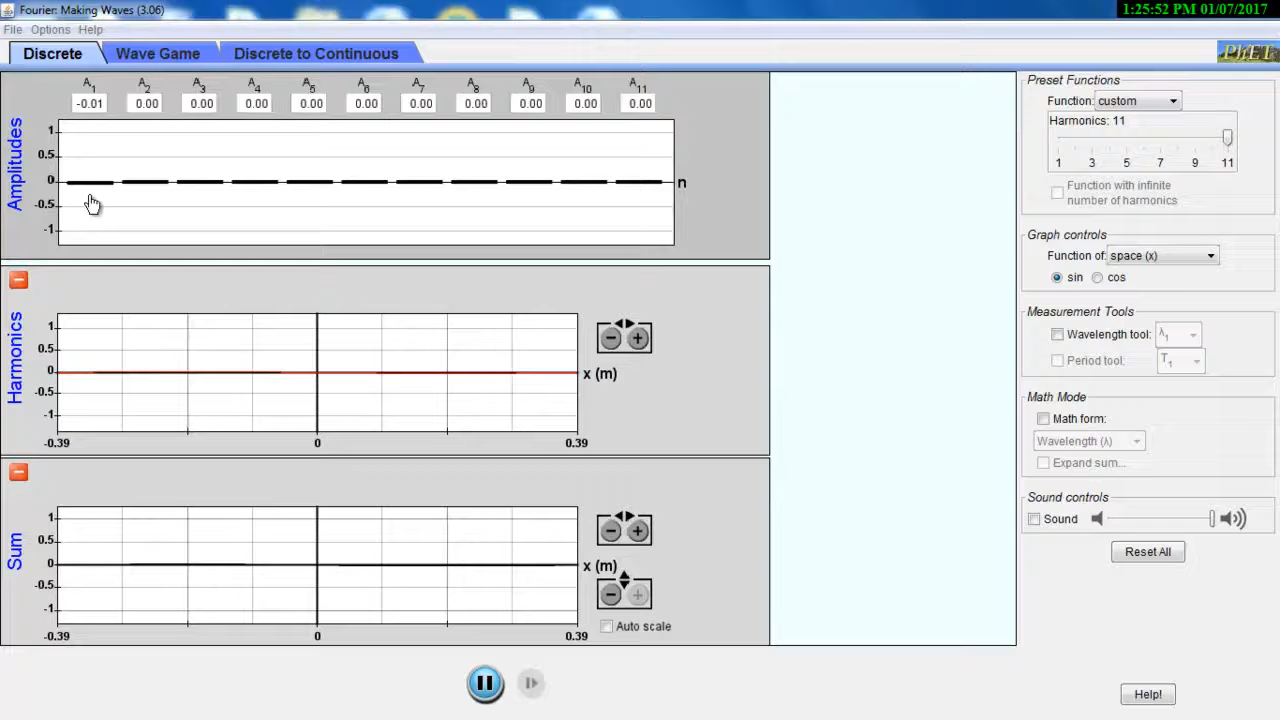 Fourier: Making Waves (3.06)
1:25:52 PM 01/07/2017
File Options Help
Discrete Wave Game Discrete to Continuous
PhET
A1 A2 A3 A4 A5 A6 A7 A8 A9 A10 A11
-0.01 0.00 0.00 0.00 0.00 0.00 0.00 0.00 0.00 0.00 0.00
Amplitudes
1
0.5
0
-0.5
-1
n
Harmonics
1
0.5
0
-0.5
-1
x (m)
-0.39 0 0.39
Sum
1
0.5
0
-0.5
-1
x (m)
-0.39 0 0.39
Auto scale
Preset Functions
Function: custom
Harmonics: 11
1 3 5 7 9 11
Function with infinite
number of harmonics
Graph controls
Function of: space (x)
sin cos
Measurement Tools
Wavelength tool: λ1
Period tool: T1
Math Mode
Math form:
Wavelength (λ)
Expand sum...
Sound controls
Sound
Reset All
Help!